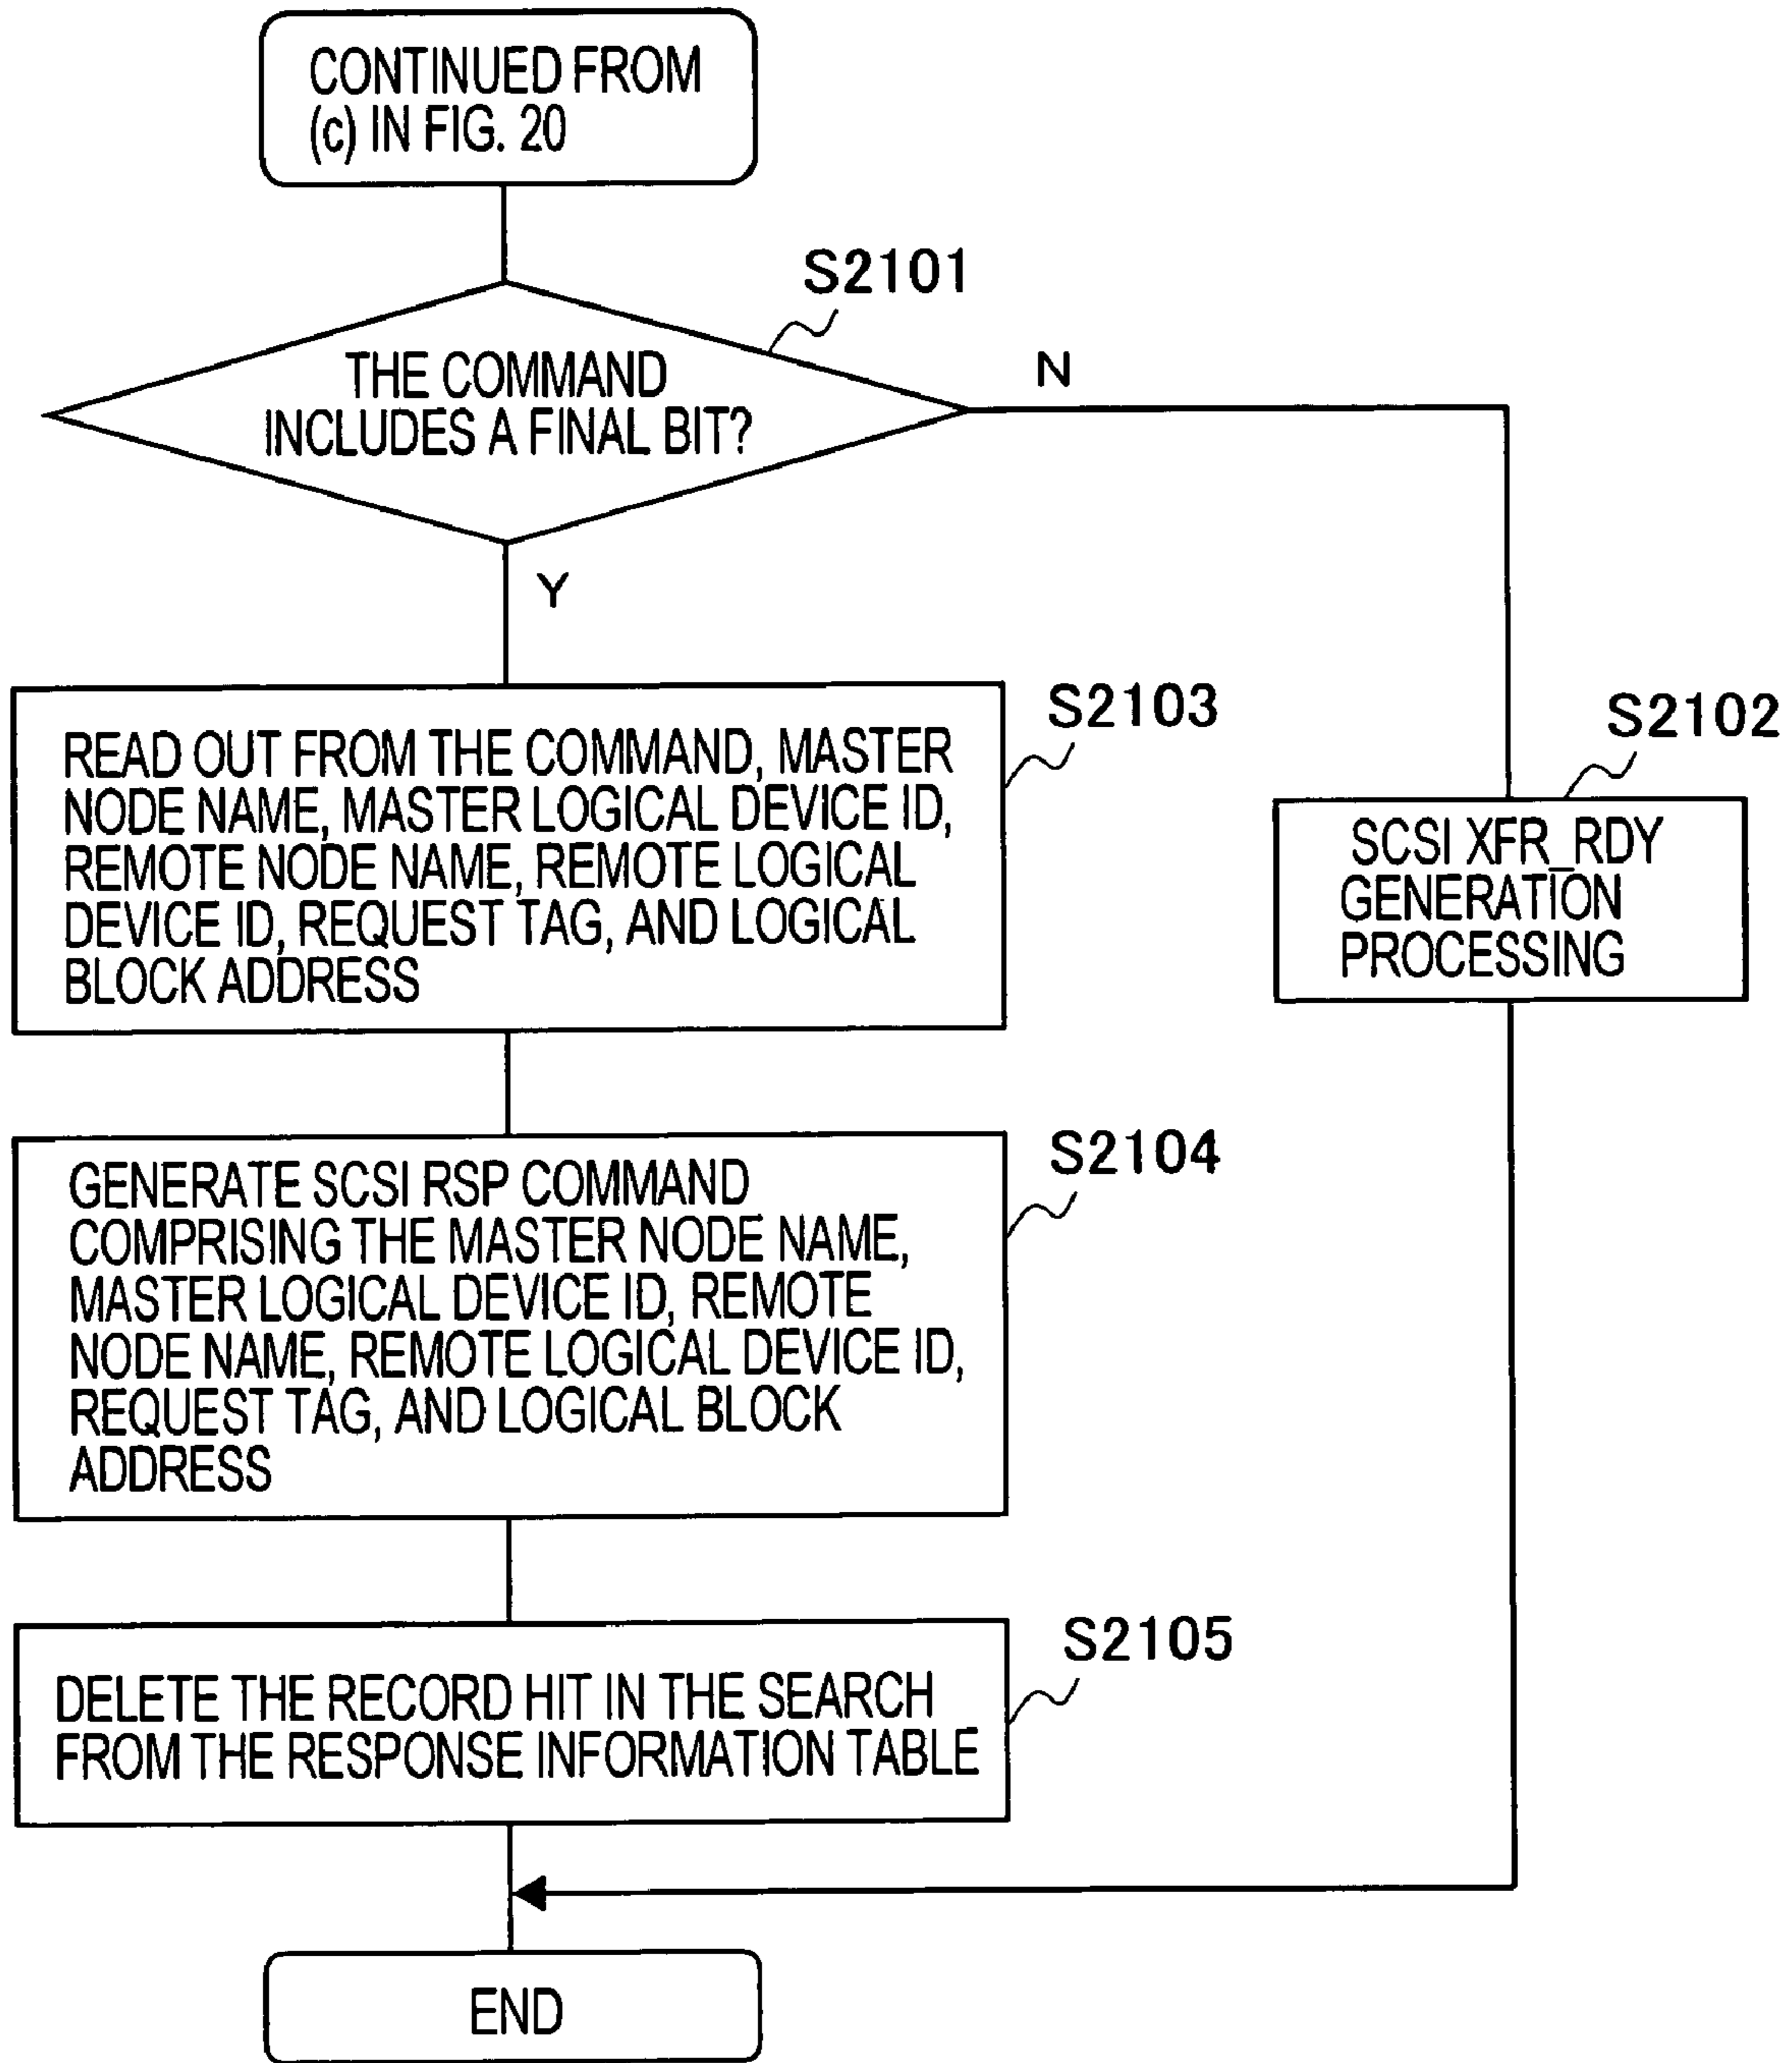 CONTINUED FROM
(c) IN FIG. 20
S2101
THE COMMAND
INCLUDES A FINAL BIT?
N
Y
S2103
READ OUT FROM THE COMMAND, MASTER
NODE NAME, MASTER LOGICAL DEVICE ID,
REMOTE NODE NAME, REMOTE LOGICAL
DEVICE ID, REQUEST TAG, AND LOGICAL
BLOCK ADDRESS
S2102
SCSI XFR_RDY
GENERATION
PROCESSING
S2104
GENERATE SCSI RSP COMMAND
COMPRISING THE MASTER NODE NAME,
MASTER LOGICAL DEVICE ID, REMOTE
NODE NAME, REMOTE LOGICAL DEVICE ID,
REQUEST TAG, AND LOGICAL BLOCK
ADDRESS
S2105
DELETE THE RECORD HIT IN THE SEARCH
FROM THE RESPONSE INFORMATION TABLE
END